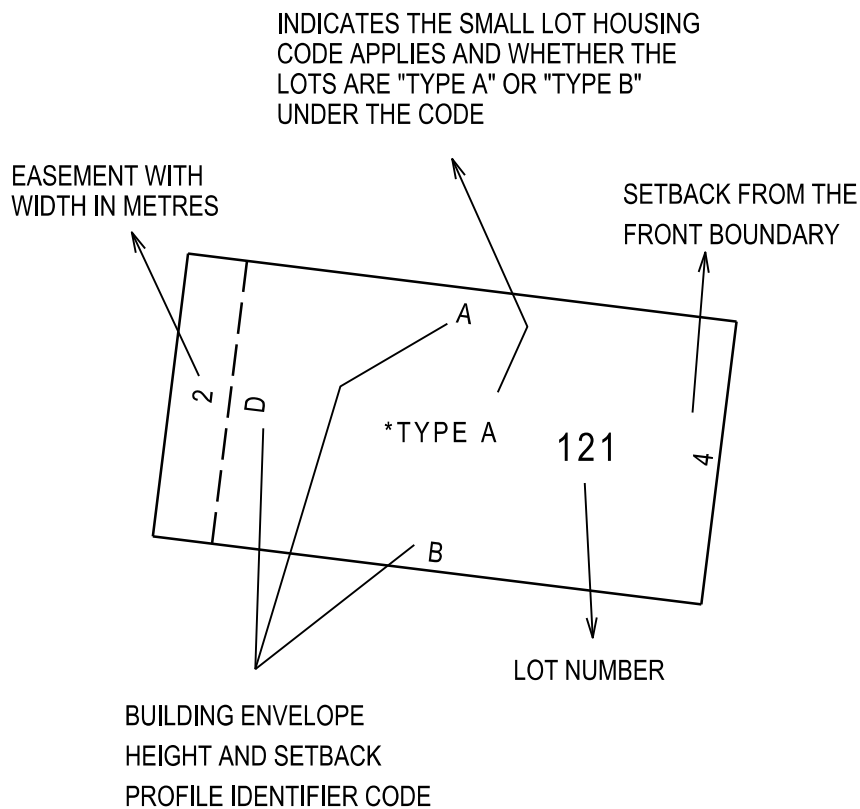 INDICATES THE SMALL LOT HOUSING
CODE APPLIES AND WHETHER THE
LOTS ARE "TYPE A" OR "TYPE B"
UNDER THE CODE
EASEMENT WITH
WIDTH IN METRES
SETBACK FROM THE
FRONT BOUNDARY
A
2
D
*TYPE A
121
4
B
LOT NUMBER
BUILDING ENVELOPE
HEIGHT AND SETBACK
PROFILE IDENTIFIER CODE